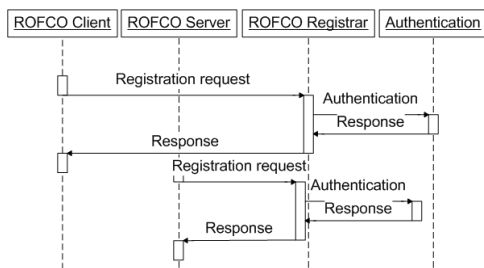 ROFCO Client
ROFCO Server
ROFCO Registrar
Authentication
Registration request
Authentication
Response
Response
Registration request
Authentication
Response
Response